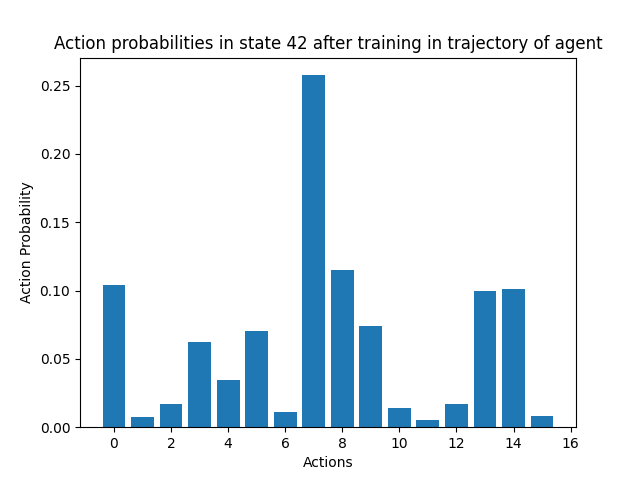 Action probabilities in state 42 after training in trajectory of agent
0.25
0.20
0.15
0.10
0.05
0.00
Action Probability
0 2 4 6 8 10 12 14 16
Actions